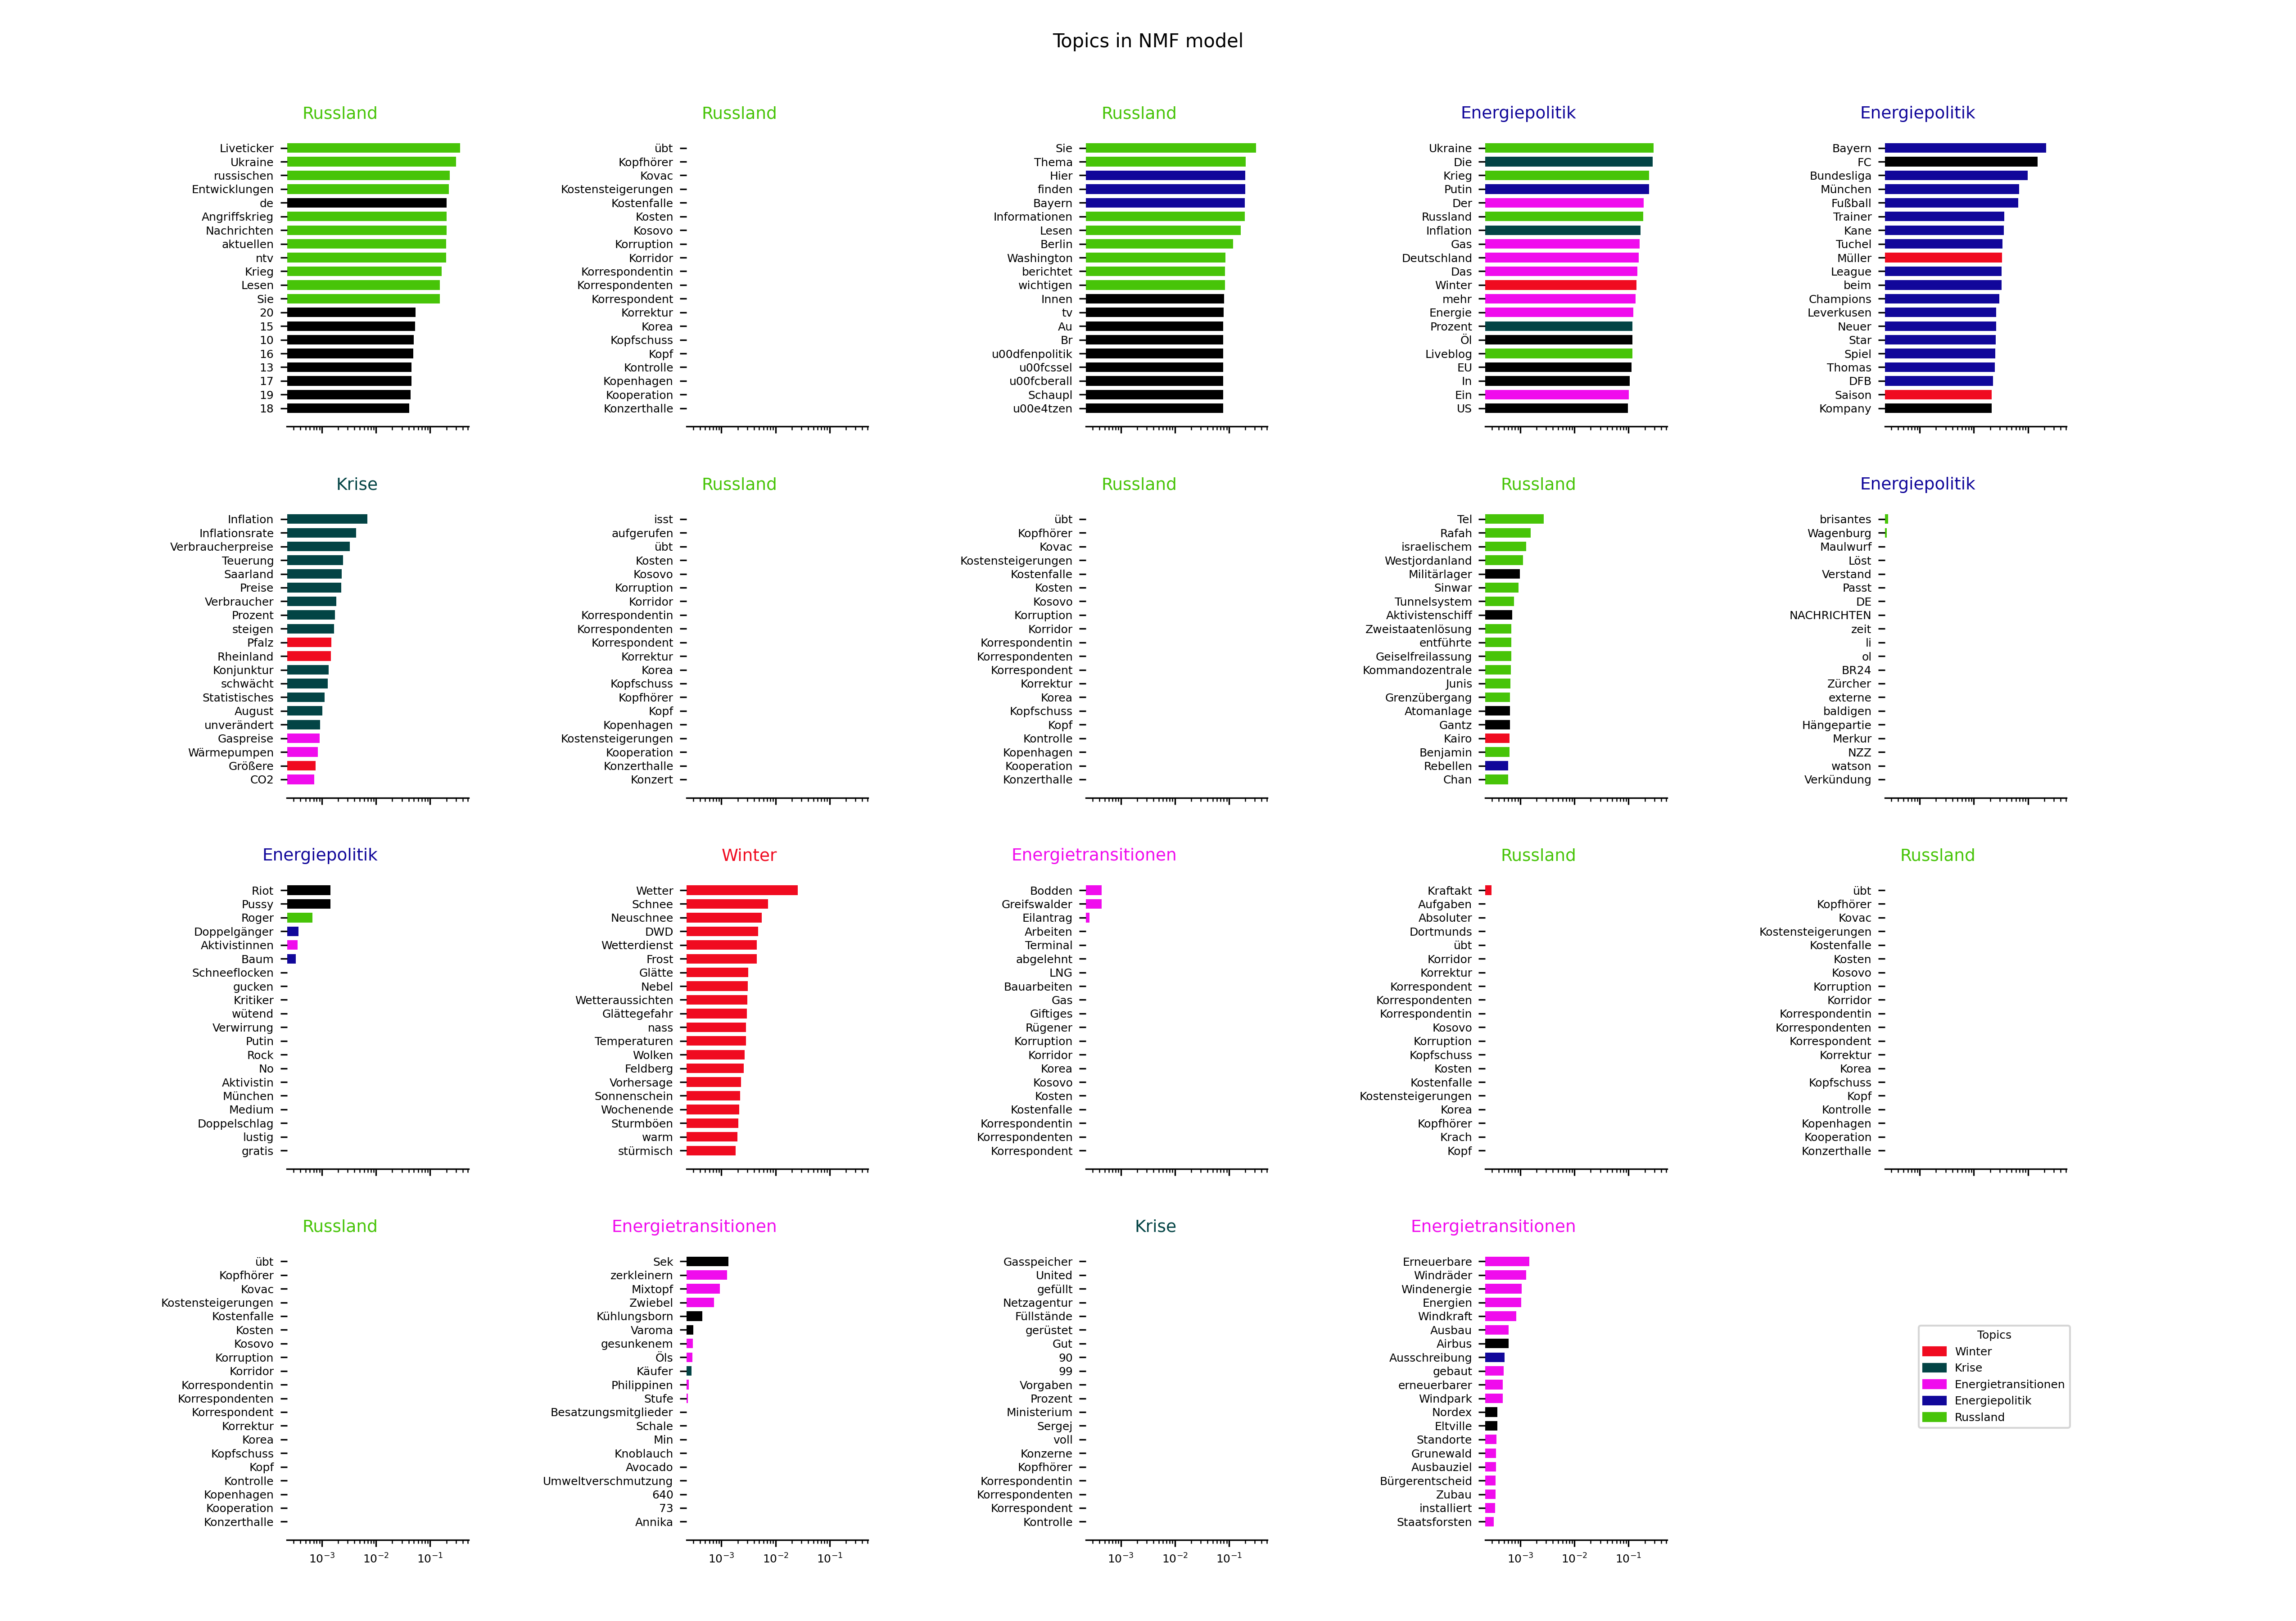 Topics in NMF model
Russland
Liveticker
Ukraine
russischen
Entwicklungen
de
Angriffskrieg
Nachrichten
aktuellen
ntv
Krieg
Lesen
Sie
20
15
10
16
13
17
19
18
Russland
übt
Kopfhörer
Kovac
Kostensteigerungen
Kostenfalle
Kosten
Kosovo
Korruption
Korridor
Korrespondentin
Korrespondenten
Korrespondent
Korrektur
Korea
Kopfschuss
Kopf
Kontrolle
Kopenhagen
Kooperation
Konzerthalle
Russland
Sie
Thema
Hier
finden
Bayern
Informationen
Lesen
Berlin
Washington
berichtet
wichtigen
Innen
tv
Au
Br
u00dfenpolitik
u00fcssel
u00fcberall
Schaupl
u00e4tzen
Energiepolitik
Ukraine
Die
Krieg
Putin
Der
Russland
Inflation
Gas
Deutschland
Das
Winter
mehr
Energie
Prozent
Öl
Liveblog
EU
In
Ein
US
Energiepolitik
Bayern
FC
Bundesliga
München
Fußball
Trainer
Kane
Tuchel
Müller
League
beim
Champions
Leverkusen
Neuer
Star
Spiel
Thomas
DFB
Saison
Kompany
Krise
Inflation
Inflationsrate
Verbraucherpreise
Teuerung
Saarland
Preise
Verbraucher
Prozent
steigen
Pfalz
Rheinland
Konjunktur
schwächt
Statistisches
August
unverändert
Gaspreise
Wärmepumpen
Größere
CO2
Russland
isst
aufgerufen
übt
Kosten
Kosovo
Korruption
Korridor
Korrespondentin
Korrespondenten
Korrespondent
Korrektur
Korea
Kopfschuss
Kopfhörer
Kopf
Kopenhagen
Kostensteigerungen
Kooperation
Konzerthalle
Konzert
Russland
übt
Kopfhörer
Kovac
Kostensteigerungen
Kostenfalle
Kosten
Kosovo
Korruption
Korridor
Korrespondentin
Korrespondenten
Korrespondent
Korrektur
Korea
Kopfschuss
Kopf
Kontrolle
Kopenhagen
Kooperation
Konzerthalle
Russland
Tel
Rafah
israelischem
Westjordanland
Militärlager
Sinwar
Tunnelsystem
Aktivistenschiff
Zweistaatenlösung
entführte
Geiselfreilassung
Kommandozentrale
Junis
Grenzübergang
Atomanlage
Gantz
Kairo
Benjamin
Rebellen
Chan
Energiepolitik
brisantes
Wagenburg
Maulwurf
Löst
Verstand
Passt
DE
NACHRICHTEN
zeit
li
ol
BR24
Zürcher
externe
baldigen
Hängepartie
Merkur
NZZ
watson
Verkündung
Energiepolitik
Riot
Pussy
Roger
Doppelgänger
Aktivistinnen
Baum
Schneeflocken
gucken
Kritiker
wütend
Verwirrung
Putin
Rock
No
Aktivistin
München
Medium
Doppelschlag
lustig
gratis
Winter
Wetter
Schnee
Neuschnee
DWD
Wetterdienst
Frost
Glätte
Nebel
Wetteraussichten
Glättegefahr
nass
Temperaturen
Wolken
Feldberg
Vorhersage
Sonnenschein
Wochenende
Sturmböen
warm
stürmisch
Energietransitionen
Bodden
Greifswalder
Eilantrag
Arbeiten
Terminal
abgelehnt
LNG
Bauarbeiten
Gas
Giftiges
Rügener
Korruption
Korridor
Korea
Kosovo
Kosten
Kostenfalle
Korrespondentin
Korrespondenten
Korrespondent
Russland
Kraftakt
Aufgaben
Absoluter
Dortmunds
übt
Korridor
Korrektur
Korrespondent
Korrespondenten
Korrespondentin
Kosovo
Korruption
Kopfschuss
Kosten
Kostenfalle
Kostensteigerungen
Korea
Kopfhörer
Krach
Kopf
Russland
übt
Kopfhörer
Kovac
Kostensteigerungen
Kostenfalle
Kosten
Kosovo
Korruption
Korridor
Korrespondentin
Korrespondenten
Korrespondent
Korrektur
Korea
Kopfschuss
Kopf
Kontrolle
Kopenhagen
Kooperation
Konzerthalle
Russland
übt
Kopfhörer
Kovac
Kostensteigerungen
Kostenfalle
Kosten
Kosovo
Korruption
Korridor
Korrespondentin
Korrespondenten
Korrespondent
Korrektur
Korea
Kopfschuss
Kopf
Kontrolle
Kopenhagen
Kooperation
Konzerthalle
10⁻³ 10⁻² 10⁻¹
Energietransitionen
Sek
zerkleinern
Mixtopf
Zwiebel
Kühlungsborn
Varoma
gesunkenem
Öls
Käufer
Philippinen
Stufe
Besatzungsmitglieder
Schale
Min
Knoblauch
Avocado
Umweltverschmutzung
640
73
Annika
10⁻³ 10⁻² 10⁻¹
Krise
Gasspeicher
United
gefüllt
Netzagentur
Füllstände
gerüstet
Gut
90
99
Vorgaben
Prozent
Ministerium
Sergej
voll
Konzerne
Kopfhörer
Korrespondentin
Korrespondenten
Korrespondent
Kontrolle
10⁻³ 10⁻² 10⁻¹
Energietransitionen
Erneuerbare
Windräder
Windenergie
Energien
Windkraft
Ausbau
Airbus
Ausschreibung
gebaut
erneuerbarer
Windpark
Nordex
Eltville
Standorte
Grunewald
Ausbauziel
Bürgerentscheid
Zubau
installiert
Staatsforsten
10⁻³ 10⁻² 10⁻¹
Topics
Winter
Krise
Energietransitionen
Energiepolitik
Russland